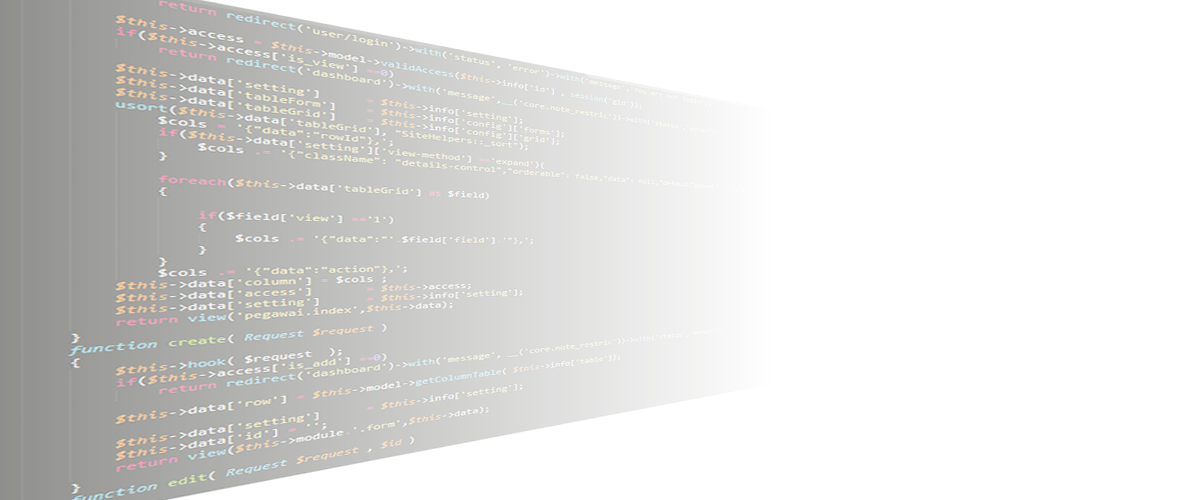 return redirect('user/login')->with('status', 'error')->with('message',
$this->access = $this->model->validAccess($this->info['id'] , session('gid'));
if($this->access['is_view'] ==0)
return redirect('dashboard')->with('message',__('core.note_restric'))->with('status','error')
$this->data['setting'] = $this->info['setting'];
$this->data['tableForm'] = $this->info['config']['forms'];
$this->data['tableGrid'] = $this->info['config']['grid'];
usort($this->data['tableGrid'], "SiteHelpers::_sort");
$cols = '{"data":"rowId"},';
if($this->data['setting']['view-method'] =='expand'){
$cols .= '{"className": "details-control","orderable": false,"data": null,
}
foreach($this->data['tableGrid'] as $field)
{
if($field['view'] =='1')
{
$cols .= '{"data":"'.$field['field'].'"},';
}
}
$cols .= '{"data":"action"},';
$this->data['column'] = $cols ;
$this->data['access'] = $this->access;
$this->data['setting'] = $this->info['setting'];
return view('pegawai.index',$this->data);
}
function create( Request $request )
{
$this->hook( $request );
if($this->access['is_add'] ==0)
return redirect('dashboard')->with('message', __('core.note_restric'))->with('status',
$this->data['row'] = $this->model->getColumnTable( $this->info['table']);
$this->data['setting'] = $this->info['setting'];
$this->data['id'] = '';
return view($this->module.'.form',$this->data);
}
function edit( Request $request , $id )